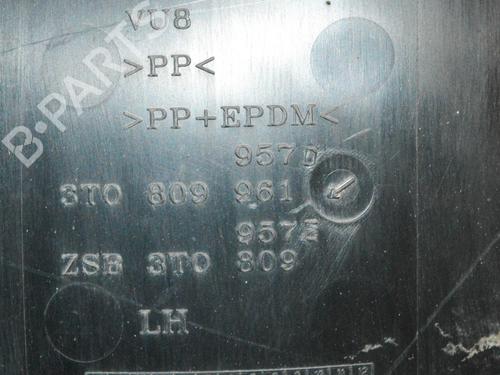 VU8
>PP<
>PP+EPDM<
957D
3T0 809 961
957E
ZSB 3T0 809
LH
B-PARTS